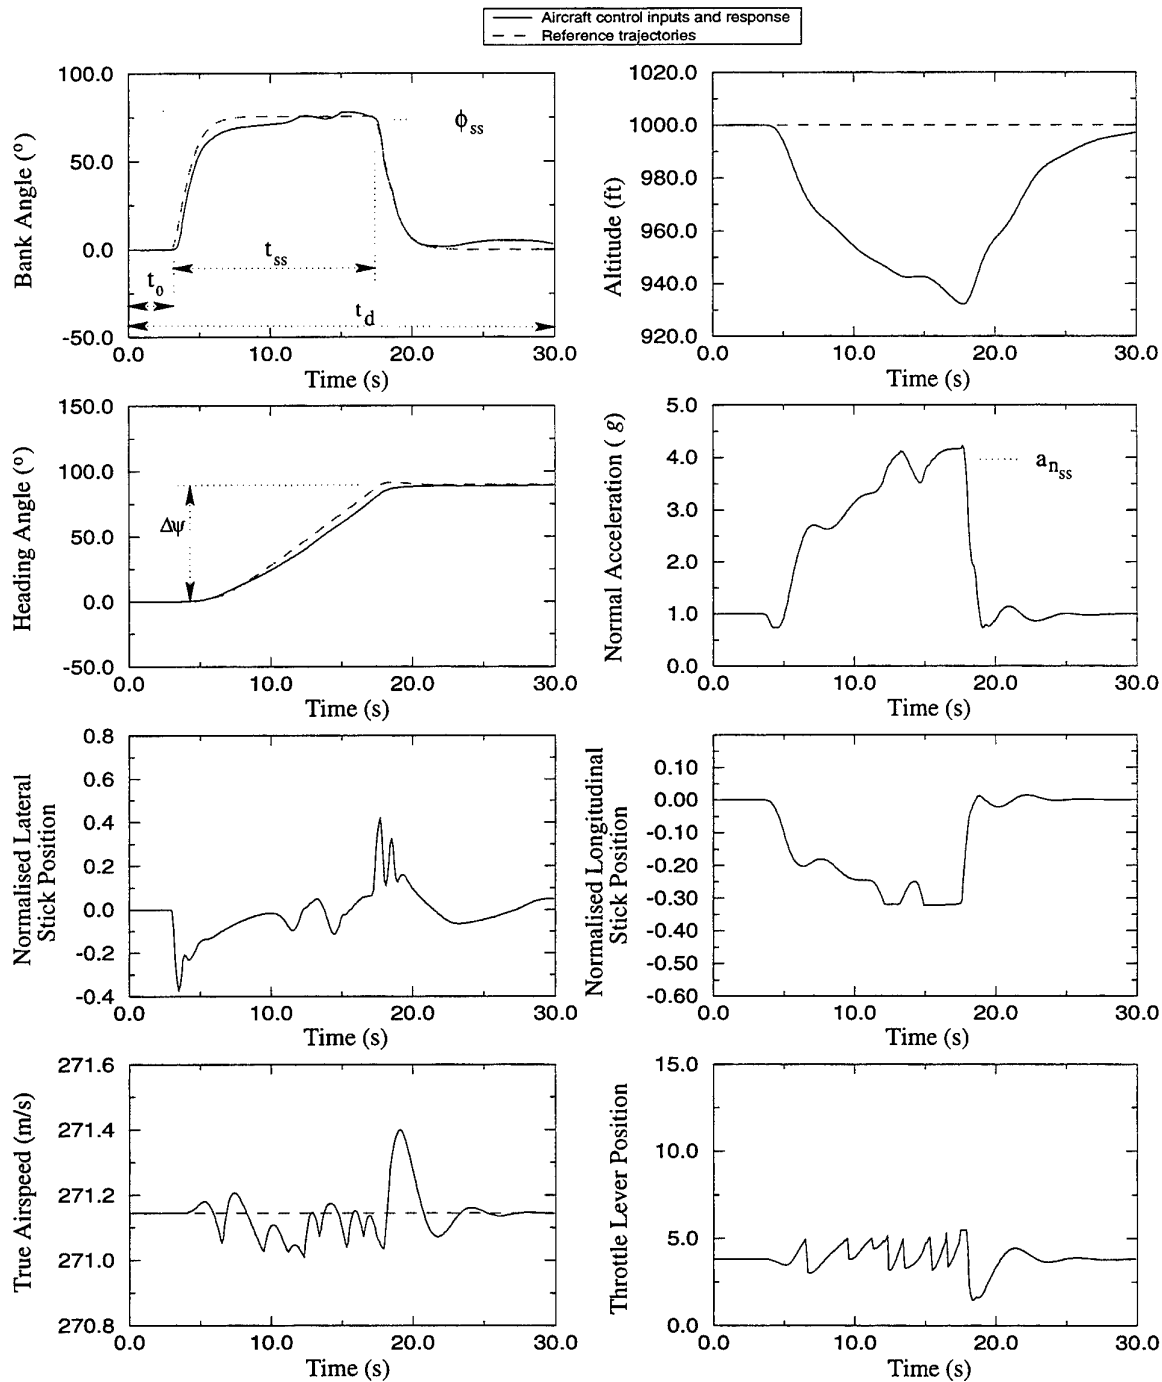 Aircraft control inputs and response
Reference trajectories
100.0
50.0
0.0
-50.0
Bank Angle (°)
ϕss
tss
t0
td
0.0 10.0 20.0 30.0
Time (s)
1020.0
1000.0
980.0
960.0
940.0
920.0
Altitude (ft)
0.0 10.0 20.0 30.0
Time (s)
150.0
100.0
50.0
0.0
-50.0
Heading Angle (°)
Δψ
0.0 10.0 20.0 30.0
Time (s)
5.0
4.0
3.0
2.0
1.0
0.0
Normal Acceleration ( g)
anss
0.0 10.0 20.0 30.0
Time (s)
0.8
0.6
0.4
0.2
0.0
-0.2
-0.4
Normalised Lateral
Stick Position
0.0 10.0 20.0 30.0
Time (s)
0.10
0.00
-0.10
-0.20
-0.30
-0.40
-0.50
-0.60
Normalised Longitudinal
Stick Position
0.0 10.0 20.0 30.0
Time (s)
271.6
271.4
271.2
271.0
270.8
True Airspeed (m/s)
0.0 10.0 20.0 30.0
Time (s)
15.0
10.0
5.0
0.0
Throttle Lever Position
0.0 10.0 20.0 30.0
Time (s)